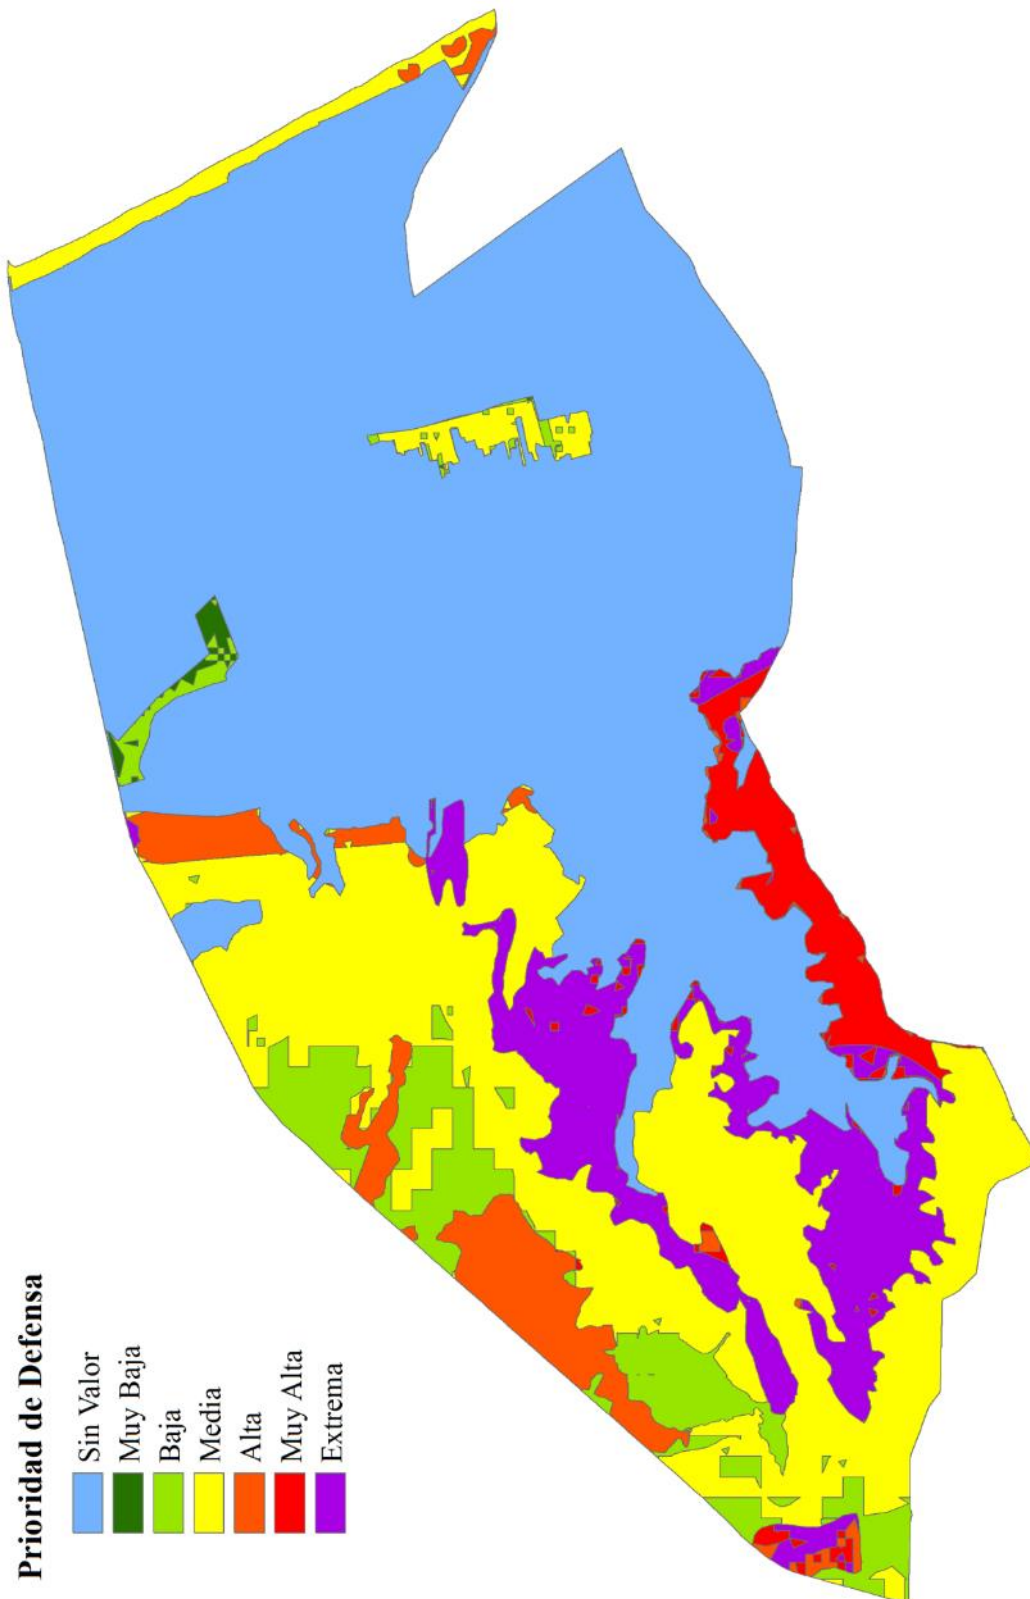 Prioridad de Defensa
Sin Valor
Muy Baja
Baja
Media
Alta
Muy Alta
Extrema